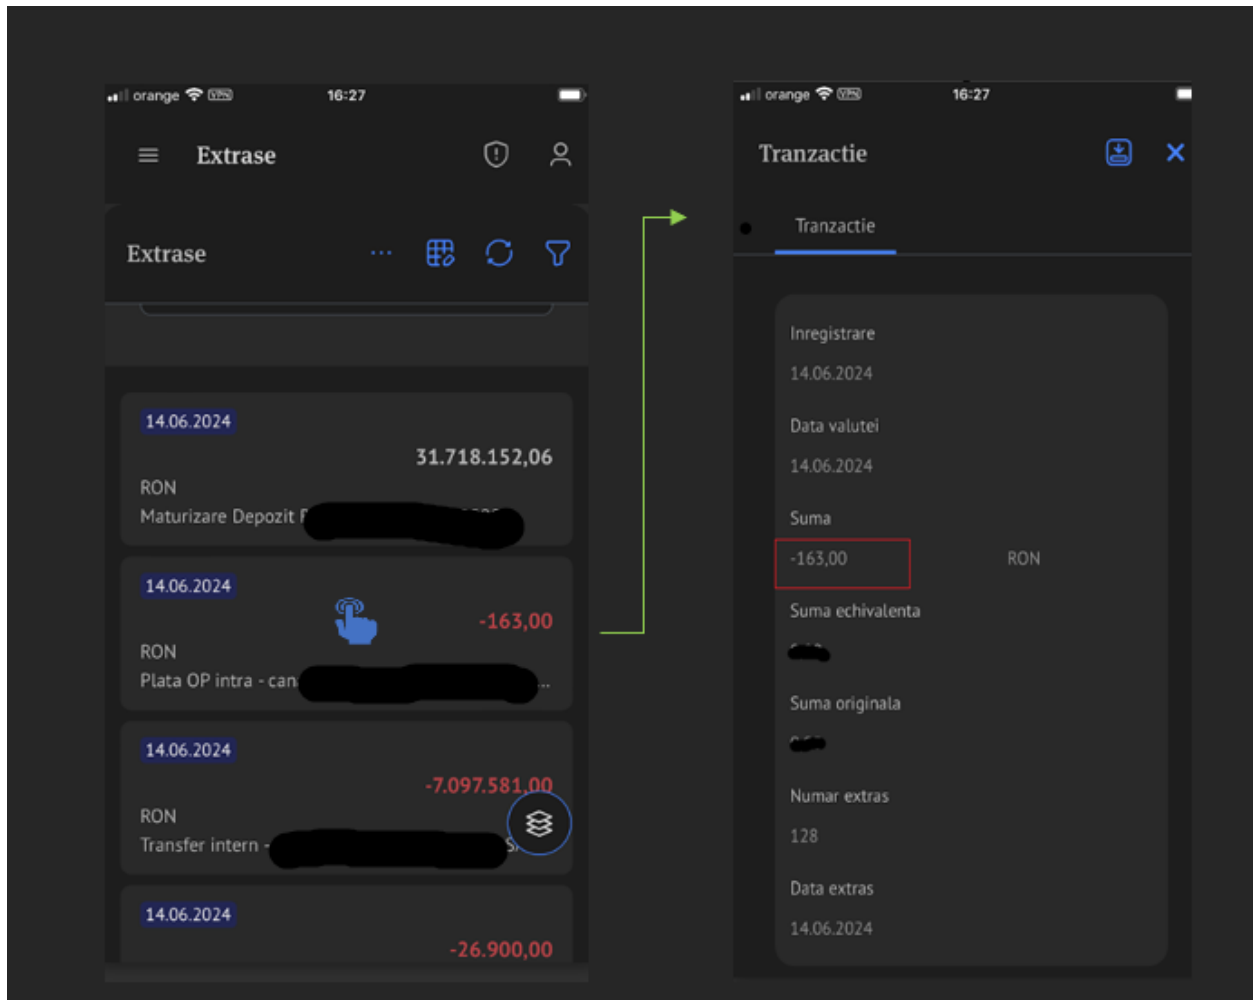 orange VPN 16:27
Extrase
Extrase
14.06.2024
31.718.152,06
RON
Maturizare Depozit
14.06.2024
-163,00
RON
Plata OP intra - can
14.06.2024
-7.097.581,00
RON
Transfer intern -
14.06.2024
-26.900,00
orange VPN 16:27
Tranzactie
Tranzactie
Inregistrare
14.06.2024
Data valutei
14.06.2024
Suma
-163,00 RON
Suma echivalenta
Suma originala
Numar extras
128
Data extras
14.06.2024